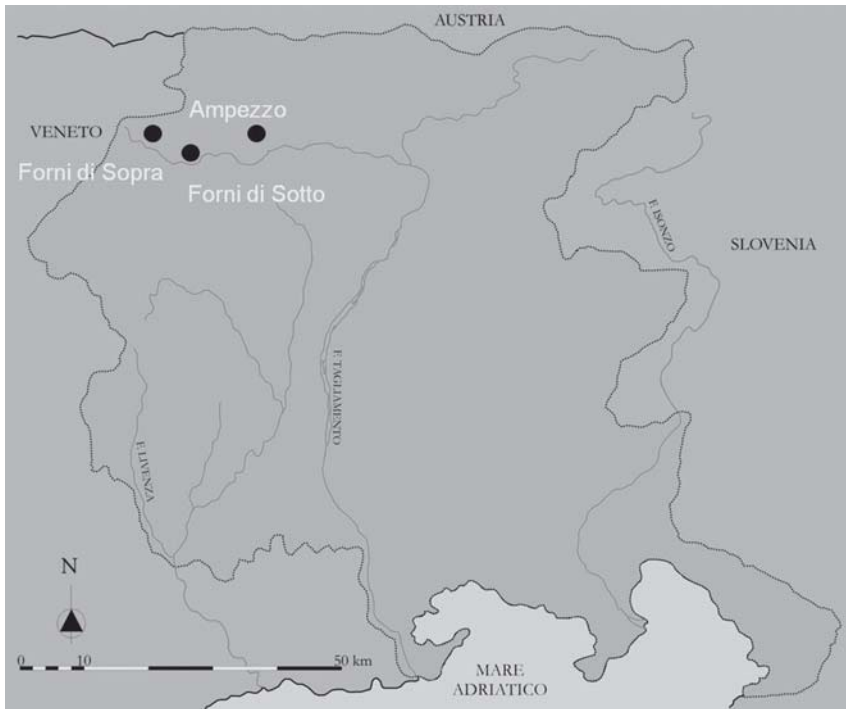 AUSTRIA
Ampezzo
VENETO
Forni di Sopra
Forni di Sotto
F. ISONZO
SLOVENIA
F. TAGLIAMENTO
F. LIVENZA
N
0 10 50 km
MARE
ADRIATICO